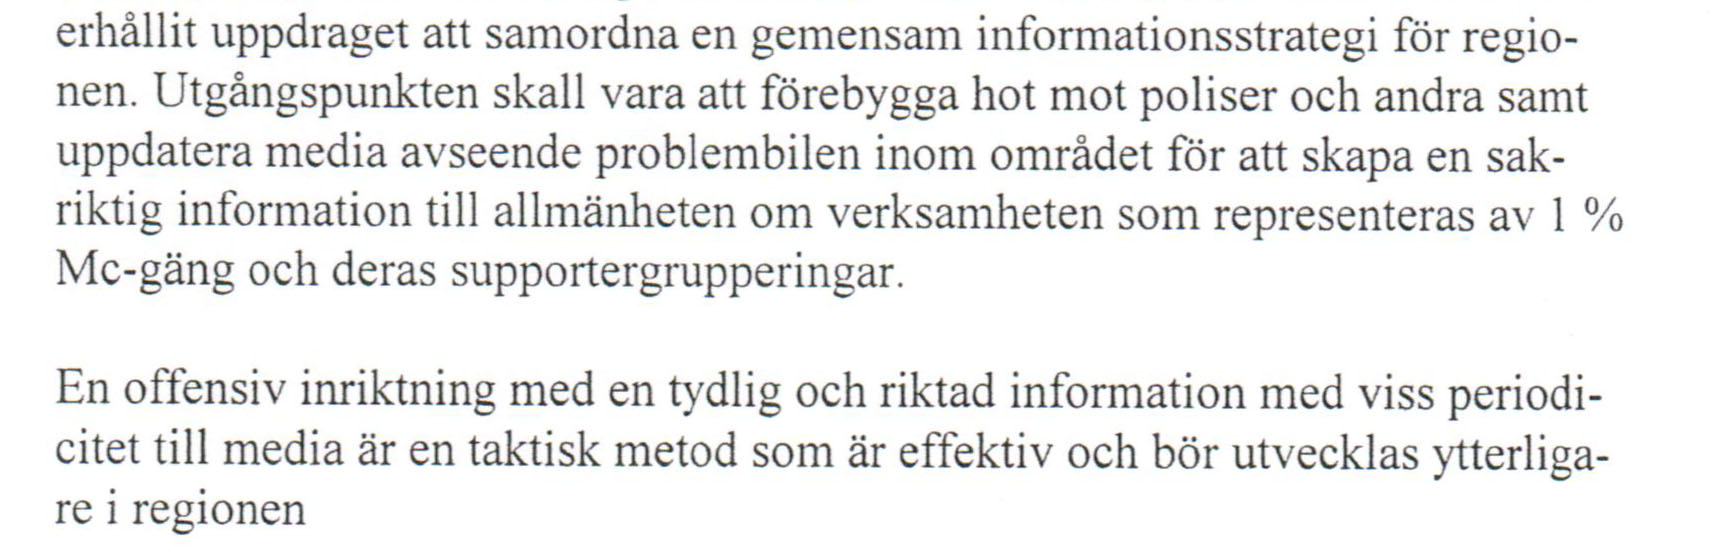 erhållit uppdraget att samordna en gemensam informationsstrategi för regio-
nen. Utgångspunkten skall vara att förebygga hot mot poliser och andra samt
uppdatera media avseende problembilen inom området för att skapa en sak-
riktig information till allmänheten om verksamheten som representeras av 1 %
Mc-gäng och deras supportergrupperingar.
En offensiv inriktning med en tydlig och riktad information med viss periodi-
citet till media är en taktisk metod som är effektiv och bör utvecklas ytterliga-
re i regionen